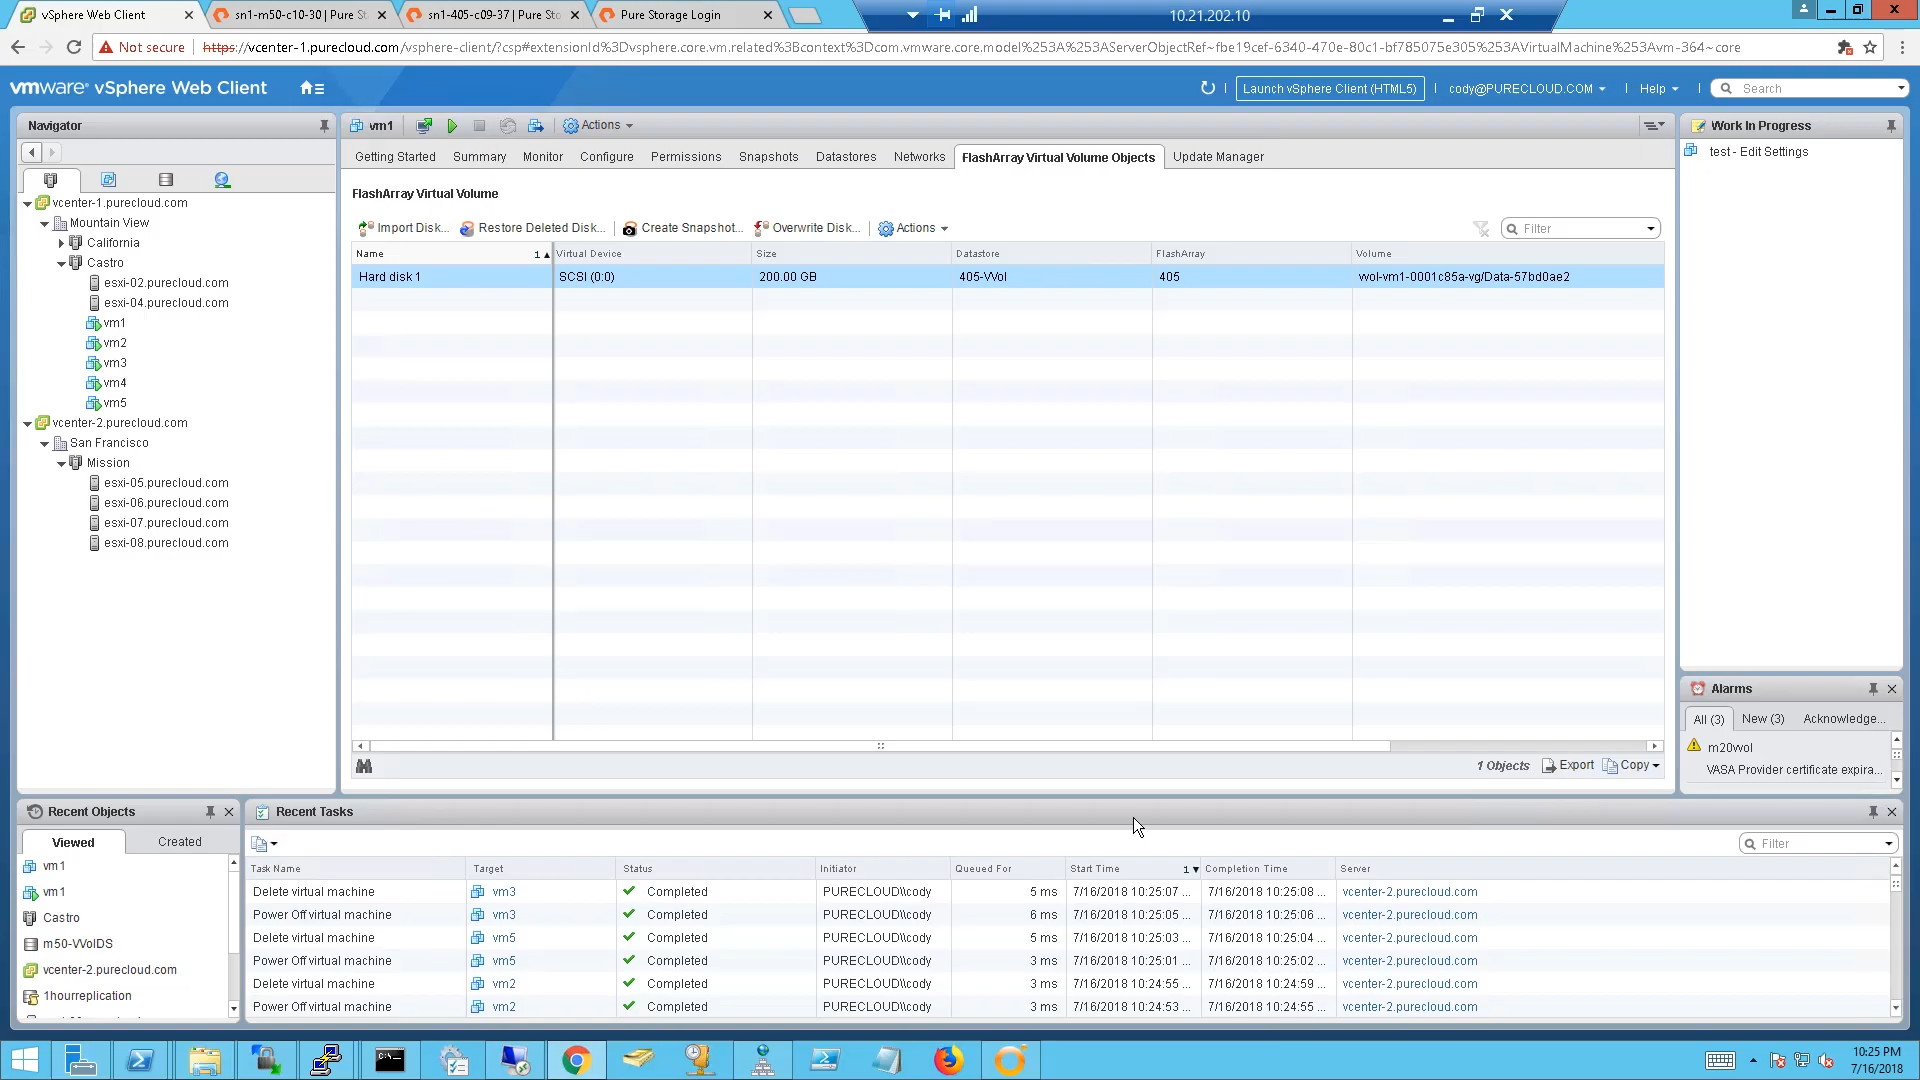 vSphere Web Client
sn1-m50-c10-30 | Pure St
sn1-405-c09-37 | Pure Sto
Pure Storage Login
10.21.202.10
Not secure
https://vcenter-1.purecloud.com/vsphere-client/?csp#extensionId%3Dvsphere.core.vm.related%3Bcontext%3Dcom.vmware.core.model%253A%253AServerObjectRef~fbe19cef-6340-470e-80c1-bf785075e305%253AVirtualMachine%253Avm-364~core
vmware® vSphere Web Client
Launch vSphere Client (HTML5)
cody@PURECLOUD.COM
Help
Search
Navigator
vcenter-1.purecloud.com
Mountain View
California
Castro
esxi-02.purecloud.com
esxi-04.purecloud.com
vm1
vm2
vm3
vm4
vm5
vcenter-2.purecloud.com
San Francisco
Mission
esxi-05.purecloud.com
esxi-06.purecloud.com
esxi-07.purecloud.com
esxi-08.purecloud.com
vm1
Actions
Getting Started Summary Monitor Configure Permissions Snapshots Datastores Networks FlashArray Virtual Volume Objects Update Manager
FlashArray Virtual Volume
Import Disk... Restore Deleted Disk... Create Snapshot... Overwrite Disk... Actions
Filter
Name 1 ▲ Virtual Device Size Datastore FlashArray Volume
Hard disk 1 SCSI (0:0) 200.00 GB 405-VVol 405 vvol-vm1-0001c85a-vg/Data-57bd0ae2
1 Objects Export Copy
Work In Progress
test - Edit Settings
Alarms
All (3) New (3) Acknowledge...
m20vvol
VASA Provider certificate expira...
Recent Objects
Viewed Created
vm1
vm1
Castro
m50-VVolDS
vcenter-2.purecloud.com
1hourreplication
Recent Tasks
Filter
Task Name Target Status Initiator Queued For Start Time 1 ▼ Completion Time Server
Delete virtual machine vm3 Completed PURECLOUD\\cody 5 ms 7/16/2018 10:25:07 ... 7/16/2018 10:25:08 ... vcenter-2.purecloud.com
Power Off virtual machine vm3 Completed PURECLOUD\\cody 6 ms 7/16/2018 10:25:05 ... 7/16/2018 10:25:06 ... vcenter-2.purecloud.com
Delete virtual machine vm5 Completed PURECLOUD\\cody 5 ms 7/16/2018 10:25:03 ... 7/16/2018 10:25:04 ... vcenter-2.purecloud.com
Power Off virtual machine vm5 Completed PURECLOUD\\cody 3 ms 7/16/2018 10:25:01 ... 7/16/2018 10:25:02 ... vcenter-2.purecloud.com
Delete virtual machine vm2 Completed PURECLOUD\\cody 3 ms 7/16/2018 10:24:55 ... 7/16/2018 10:24:59 ... vcenter-2.purecloud.com
Power Off virtual machine vm2 Completed PURECLOUD\\cody 3 ms 7/16/2018 10:24:53 ... 7/16/2018 10:24:55 ... vcenter-2.purecloud.com
10:25 PM
7/16/2018